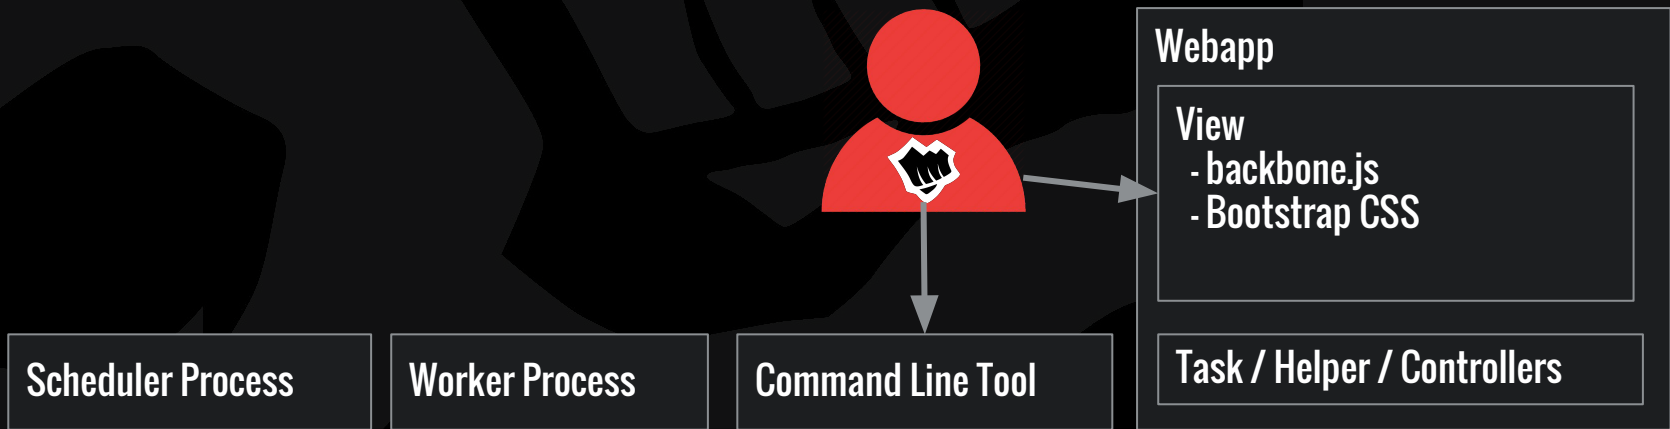 Webapp
View
- backbone.js
- Bootstrap CSS
Scheduler Process
Worker Process
Command Line Tool
Task / Helper / Controllers